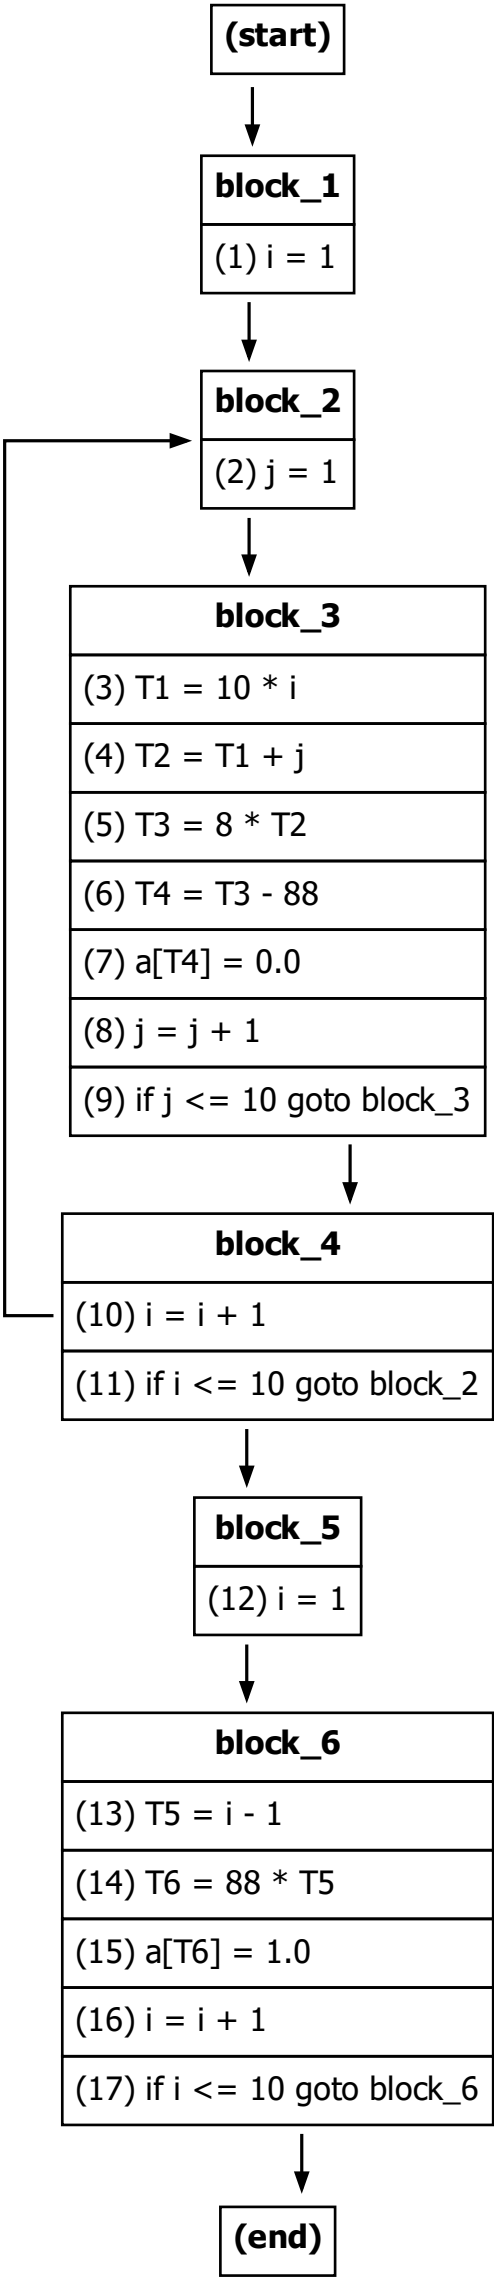 (start)
block_1
(1) i = 1
block_2
(2) j = 1
block_3
(3) T1 = 10 * i
(4) T2 = T1 + j
(5) T3 = 8 * T2
(6) T4 = T3 - 88
(7) a[T4] = 0.0
(8) j = j + 1
(9) if j <= 10 goto block_3
block_4
(10) i = i + 1
(11) if i <= 10 goto block_2
block_5
(12) i = 1
block_6
(13) T5 = i - 1
(14) T6 = 88 * T5
(15) a[T6] = 1.0
(16) i = i + 1
(17) if i <= 10 goto block_6
(end)